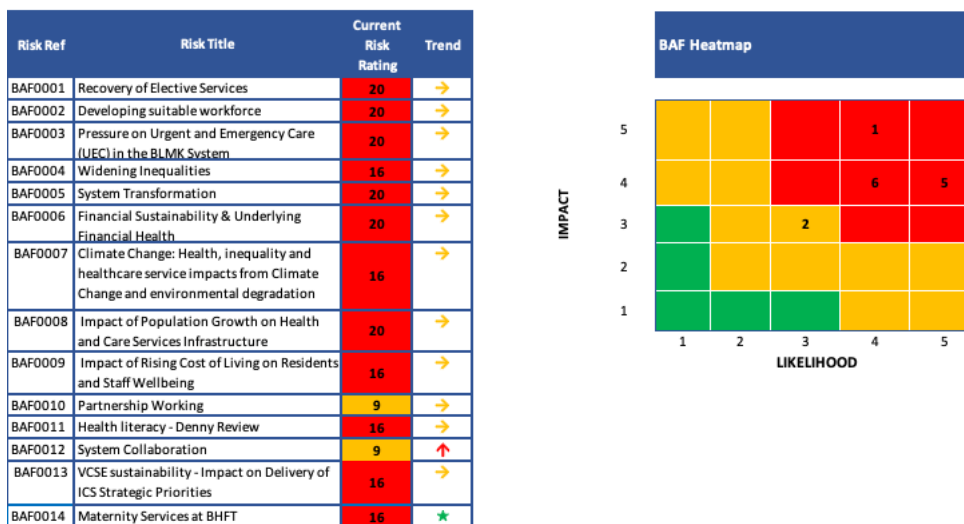 Risk Ref Risk Title Current Risk Rating Trend
BAF0001 Recovery of Elective Services 20
BAF0002 Developing suitable workforce 20
BAF0003 Pressure on Urgent and Emergency Care
(UEC) in the BLMK System 20
BAF0004 Widening Inequalities 16
BAF0005 System Transformation 20
BAF0006 Financial Sustainability & Underlying
Financial Health 20
BAF0007 Climate Change: Health, inequality and
healthcare service impacts from Climate
Change and environmental degradation 16
BAF0008 Impact of Population Growth on Health
and Care Services Infrastructure 20
BAF0009 Impact of Rising Cost of Living on Residents
and Staff Wellbeing 16
BAF0010 Partnership Working 9
BAF0011 Health literacy - Denny Review 16
BAF0012 System Collaboration 9
BAF0013 VCSE sustainability - Impact on Delivery of
ICS Strategic Priorities 16
BAF0014 Maternity Services at BHFT 16
BAF Heatmap
IMPACT
5 1
4 6 5
3 2
2
1
1 2 3 4 5
LIKELIHOOD